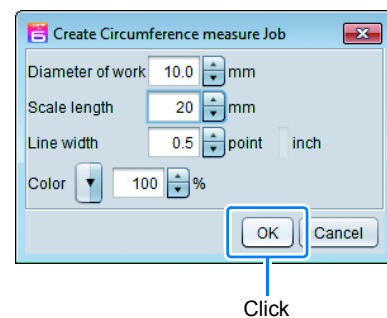 Create Circumference measure Job
Diameter of work 10.0 mm
Scale length 20 mm
Line width 0.5 point inch
Color 100 %
OK Cancel
Click